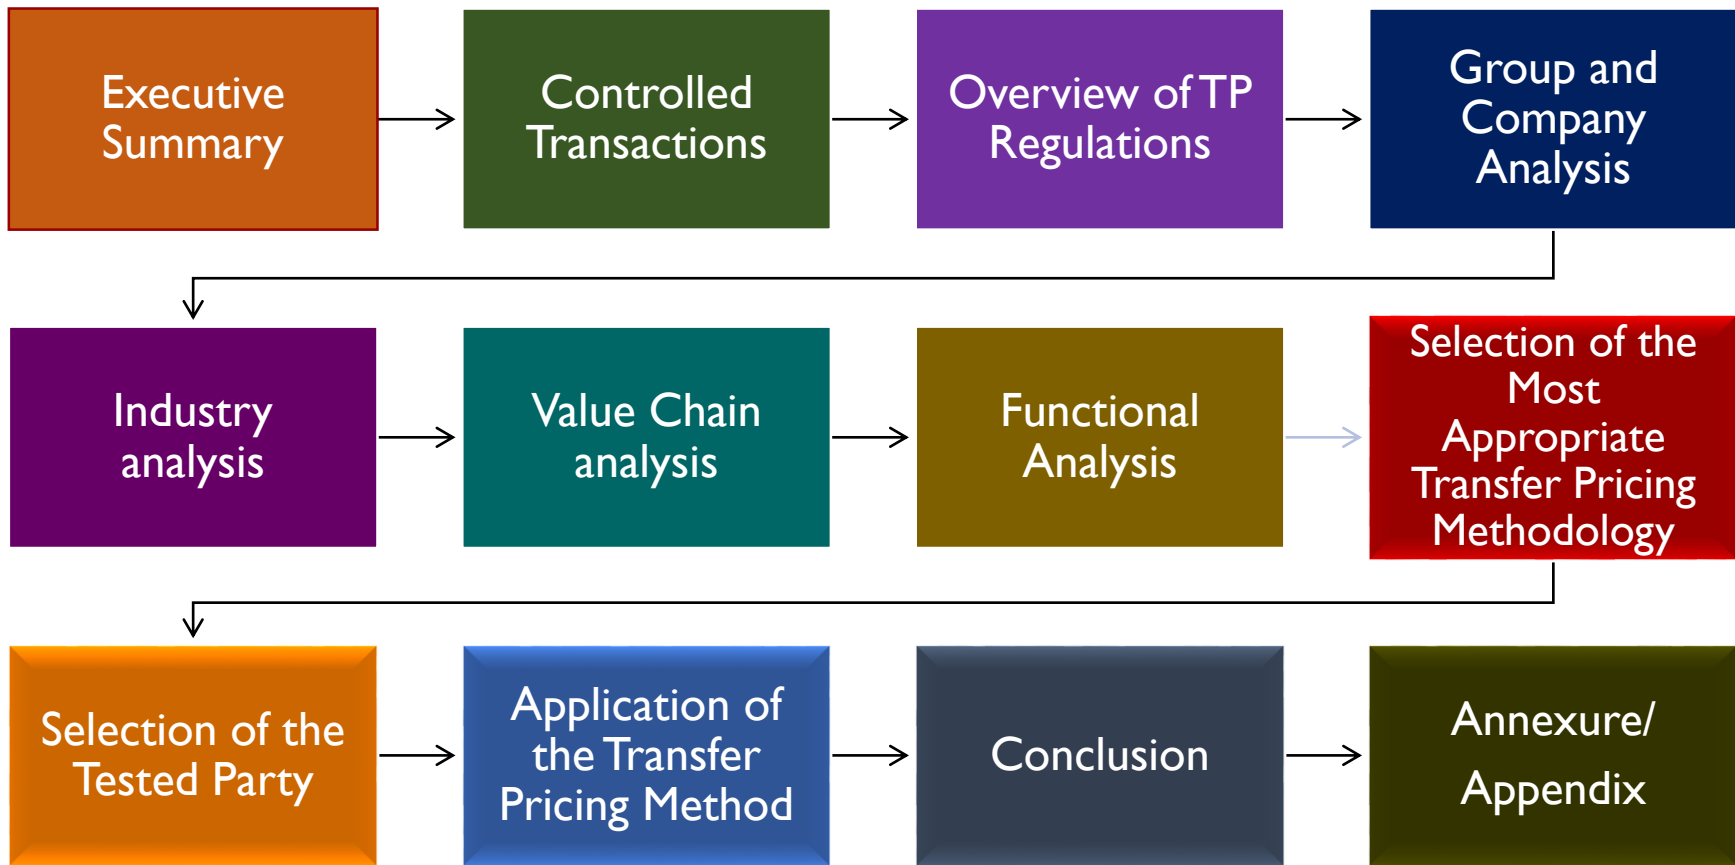 Executive
Summary
Controlled
Transactions
Overview of TP
Regulations
Group and
Company
Analysis
Industry
analysis
Value Chain
analysis
Functional
Analysis
Selection of the
Most
Appropriate
Transfer Pricing
Methodology
Selection of the
Tested Party
Application of
the Transfer
Pricing Method
Conclusion
Annexure/
Appendix